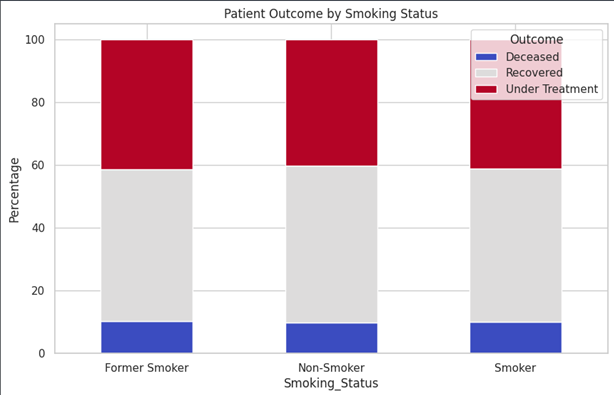 Patient Outcome by Smoking Status
Outcome
Deceased
Recovered
Under Treatment
100
80
60
40
20
0
Percentage
Former Smoker
Non-Smoker
Smoker
Smoking_Status